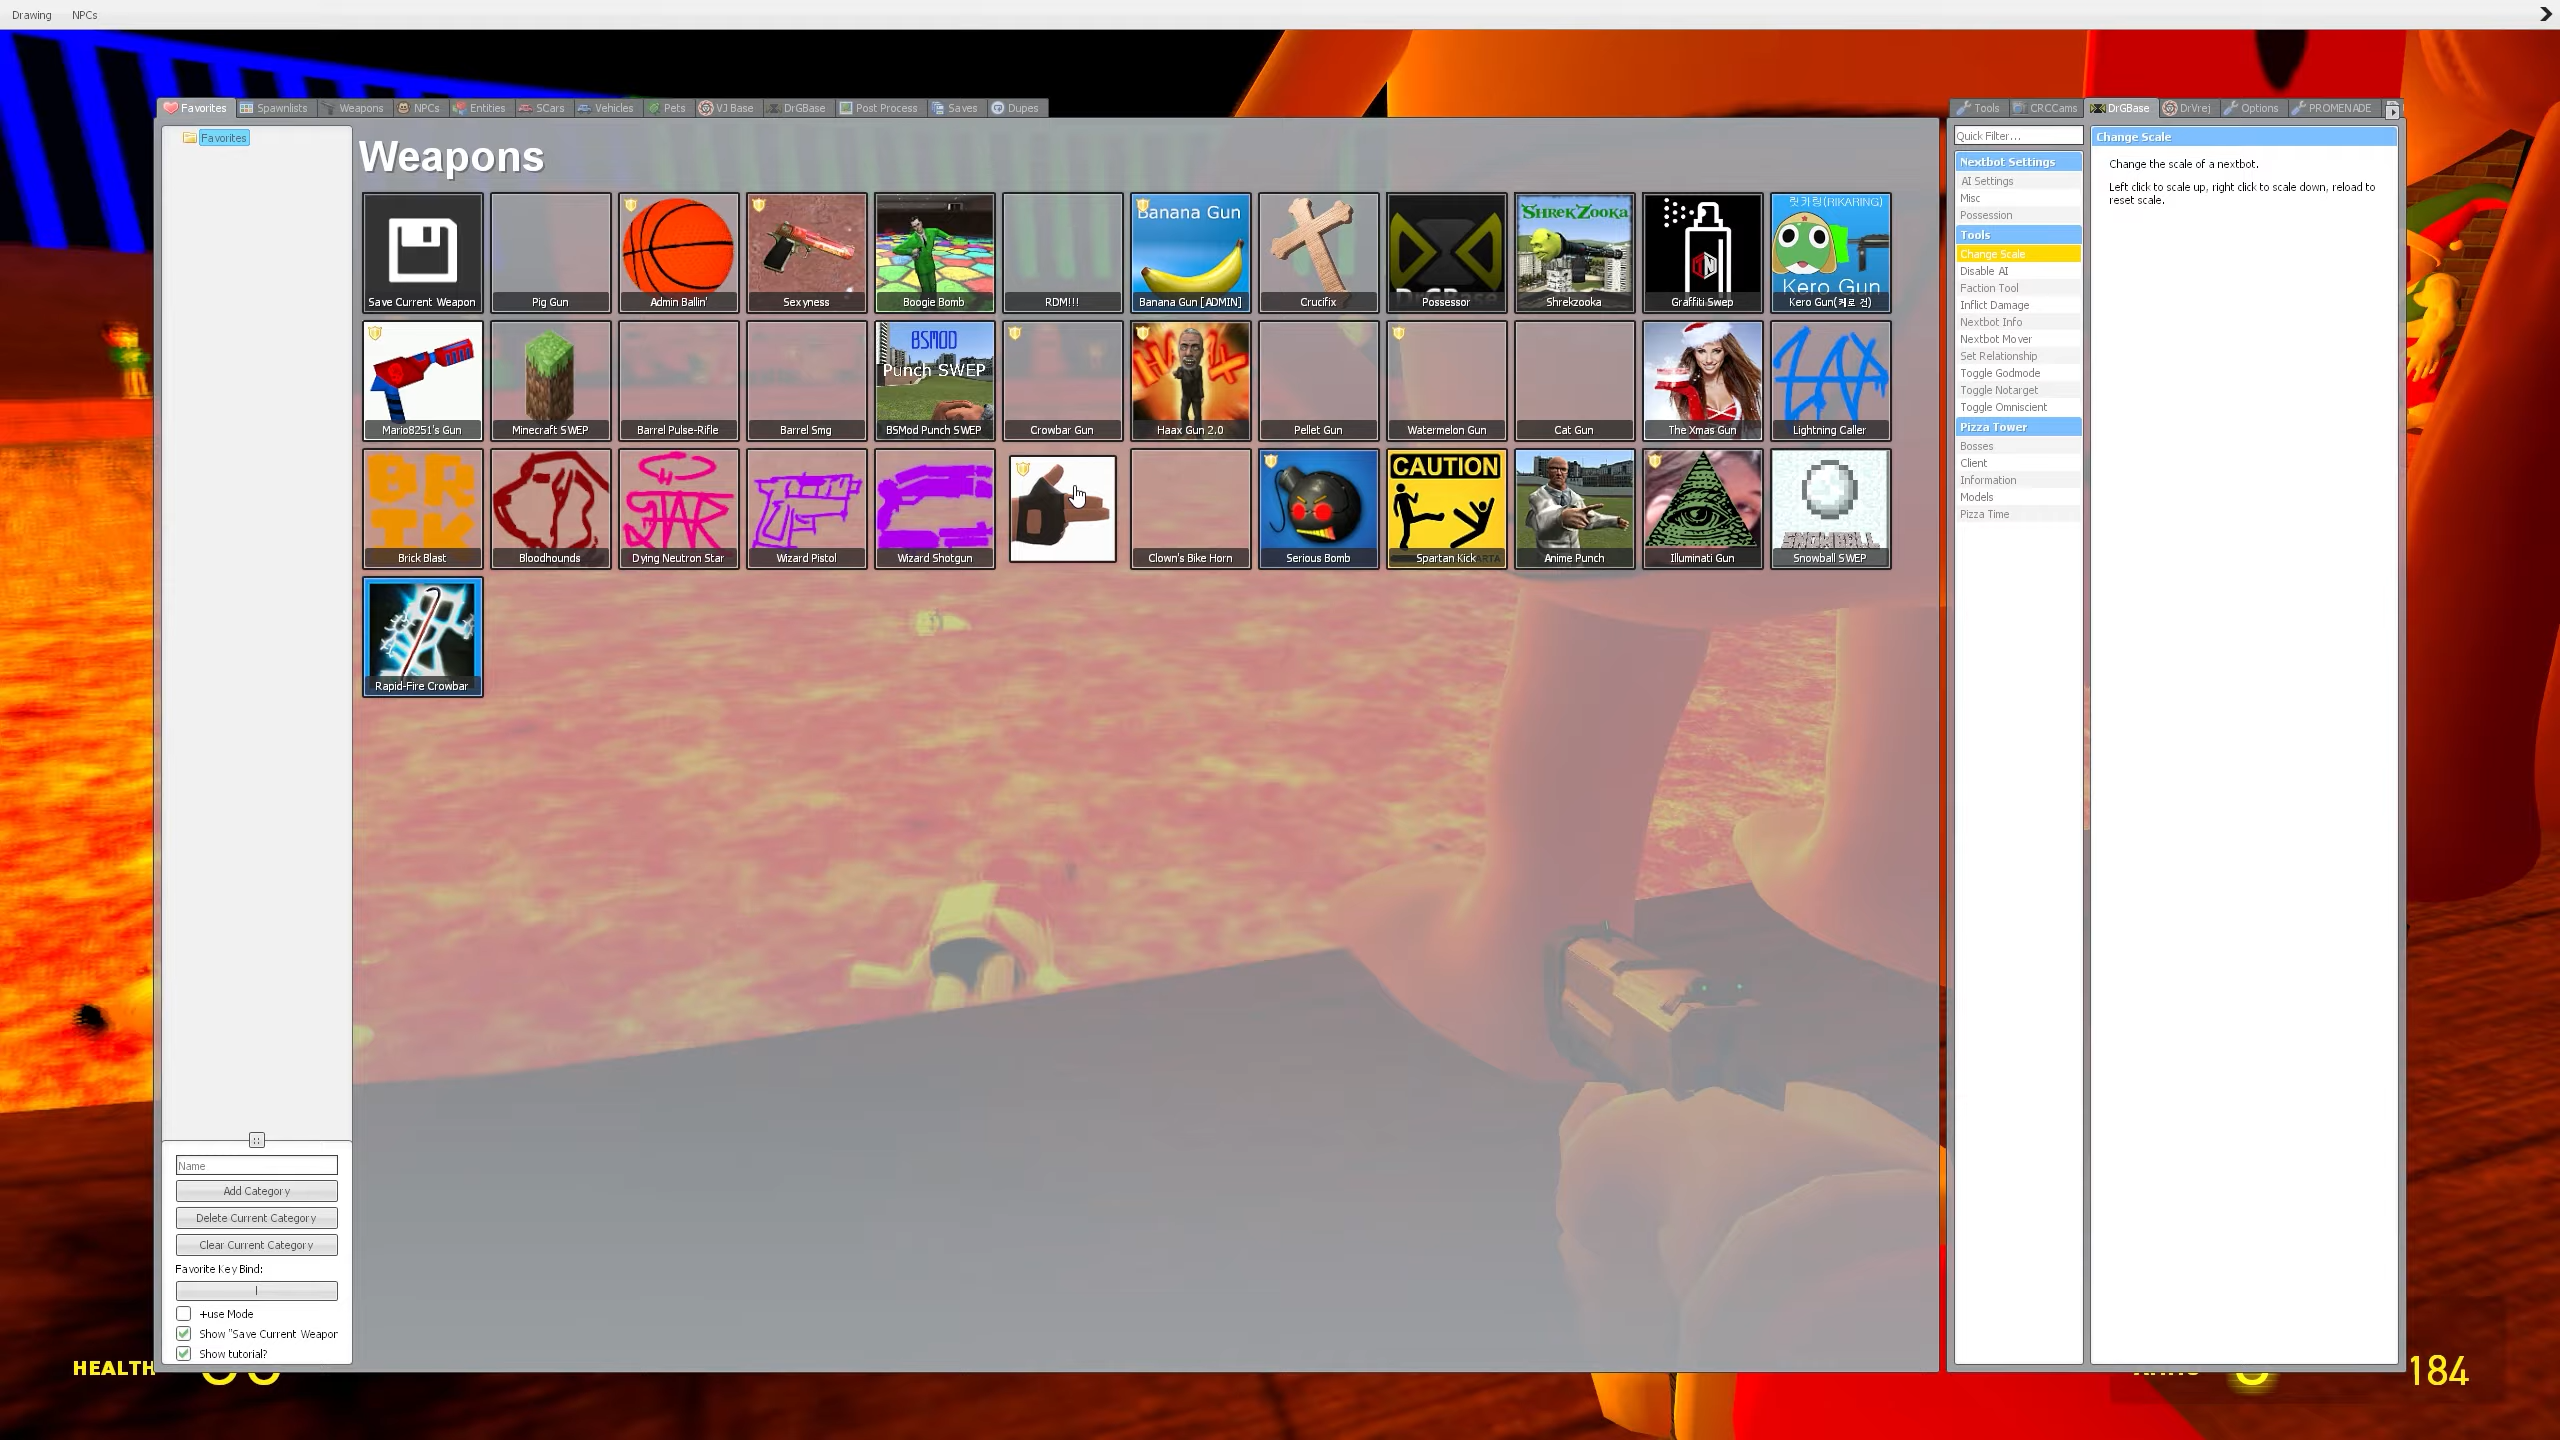 Drawing NPCs
Favorites Spawnlists Weapons NPCs Entities SCars Vehicles Pets VJ Base DrGBase Post Process Saves Dupes
Tools CRCCams DrGBase DrVrej Options PROMENADE
Favorites
Weapons
Save Current Weapon
Pig Gun
Admin Ballin'
Sexyness
Boogie Bomb
RDM!!!
Banana Gun
Banana Gun [ADMIN]
Crucifix
Possessor
SHREKZOOKA
Shrekzooka
Graffiti Swep
릿카링(RIKARING)
Kero Gun
Kero Gun(케로 건)
Mario8251's Gun
Minecraft SWEP
Barrel Pulse-Rifle
Barrel Smg
BSMOD
Punch SWEP
BSMod Punch SWEP
Crowbar Gun
HAAX
Haax Gun 2.0
Pellet Gun
Watermelon Gun
Cat Gun
The Xmas Gun
Lightning Caller
Brick Blast
Bloodhounds
STAR
Dying Neutron Star
Wizard Pistol
Wizard Shotgun
Clown's Bike Horn
Serious Bomb
CAUTION
Spartan Kick
Anime Punch
Illuminati Gun
SNOWBALL
Snowball SWEP
Rapid-Fire Crowbar
Name
Add Category
Delete Current Category
Clear Current Category
Favorite Key Bind:
+use Mode
Show "Save Current Weapon
Show tutorial?
Quick Filter...
Nextbot Settings
AI Settings
Misc
Possession
Tools
Change Scale
Disable AI
Faction Tool
Inflict Damage
Nextbot Info
Nextbot Mover
Set Relationship
Toggle Godmode
Toggle Notarget
Toggle Omniscient
Pizza Tower
Bosses
Client
Information
Models
Pizza Time
Change Scale
Change the scale of a nextbot.
Left click to scale up, right click to scale down, reload to
reset scale.
HEALTH
184